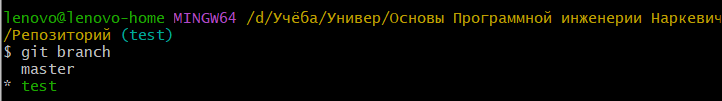 lenovo@lenovo-home MINGW64 /d/Учёба/Универ/Основы Программной инженерии Наркевич
/Репозиторий (test)
$ git branch
  master
* test